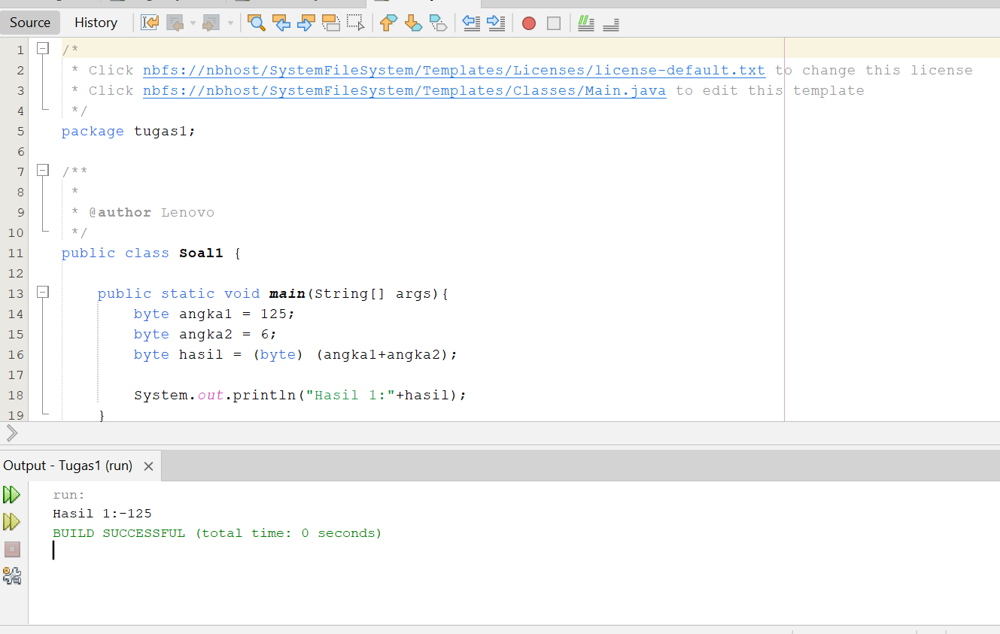 Source History
1 /*
2 * Click nbfs://nbhost/SystemFileSystem/Templates/Licenses/license-default.txt to change this license
3 * Click nbfs://nbhost/SystemFileSystem/Templates/Classes/Main.java to edit this template
4 */
5 package tugas1;
6
7 /**
8 *
9 * @author Lenovo
10 */
11 public class Soal1 {
12
13 public static void main(String[] args){
14 byte angka1 = 125;
15 byte angka2 = 6;
16 byte hasil = (byte) (angka1+angka2);
17
18 System.out.println("Hasil 1:"+hasil);
19 }
Output - Tugas1 (run)
run:
Hasil 1:-125
BUILD SUCCESSFUL (total time: 0 seconds)